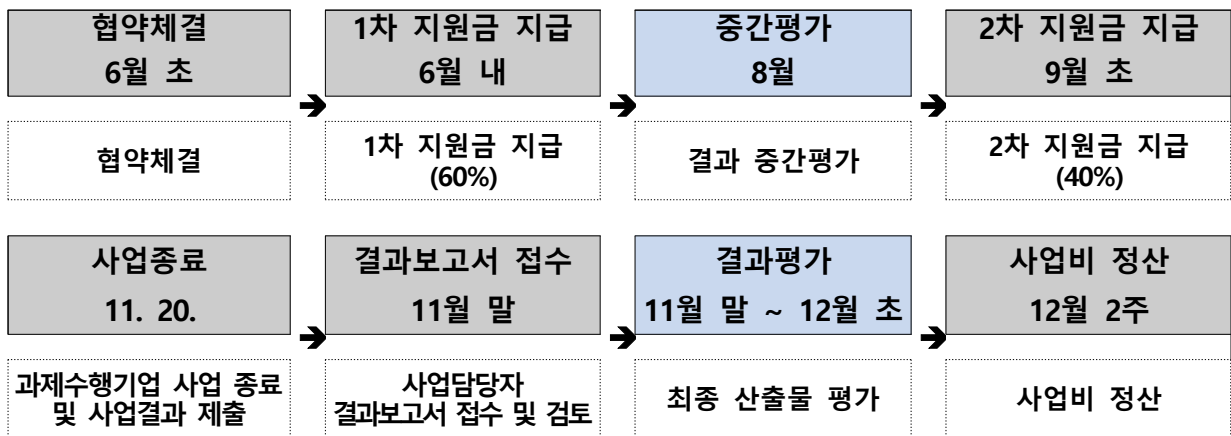 협약체결
6월 초
1차 지원금 지급
6월 내
중간평가
8월
2차 지원금 지급
9월 초
협약체결
1차 지원금 지급
(60%)
결과 중간평가
2차 지원금 지급
(40%)
사업종료
11. 20.
결과보고서 접수
11월 말
결과평가
11월 말 ~ 12월 초
사업비 정산
12월 2주
과제수행기업 사업 종료
및 사업결과 제출
사업담당자
결과보고서 접수 및 검토
최종 산출물 평가
사업비 정산